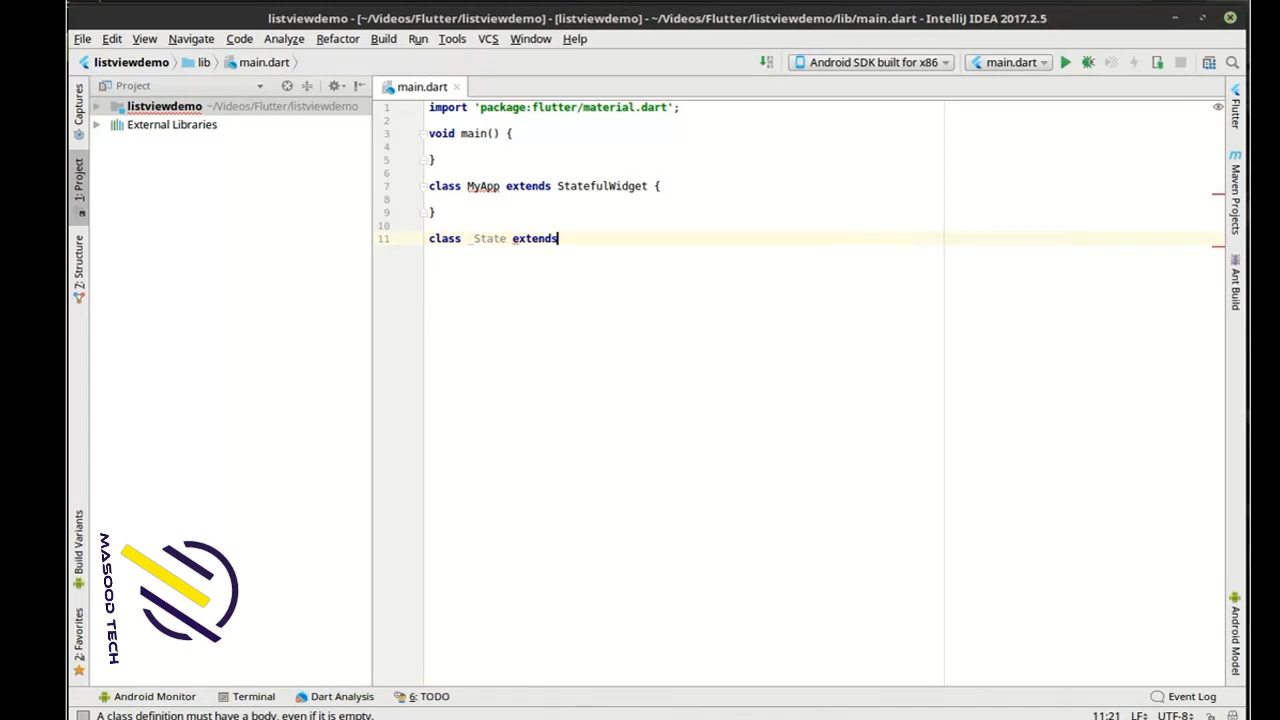 listviewdemo - [~/Videos/Flutter/listviewdemo] - [listviewdemo] - ~/Videos/Flutter/listviewdemo/lib/main.dart - IntelliJ IDEA 2017.2.5
File Edit View Navigate Code Analyze Refactor Build Run Tools VCS Window Help
listviewdemo lib main.dart Android SDK built for x86 main.dart
Project main.dart
listviewdemo ~/Videos/Flutter/listviewdemo
External Libraries
1 import 'package:flutter/material.dart';
2
3 void main() {
4
5 }
6
7 class MyApp extends StatefulWidget {
8
9 }
10
11 class _State extends
Captures
1: Project
Z: Structure
Build Variants
2: Favorites
Flutter
Maven Projects
Ant Build
Android Model
MASOOD TECH
Android Monitor Terminal Dart Analysis 6: TODO Event Log
A class definition must have a body, even if it is empty. 11:21 LF÷ UTF-8÷